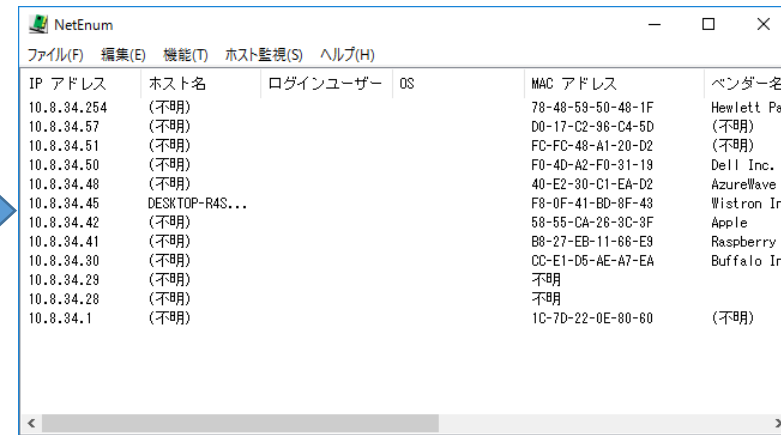 NetEnum
ファイル(F) 編集(E) 機能(T) ホスト監視(S) ヘルプ(H)
IP アドレス ホスト名 ログインユーザー OS MAC アドレス ベンダー名
10.8.34.254 (不明) 78-48-59-50-48-1F Hewlett Pa
10.8.34.57 (不明) D0-17-C2-96-C4-5D (不明)
10.8.34.51 (不明) FC-FC-48-A1-20-D2 (不明)
10.8.34.50 (不明) F0-4D-A2-F0-31-19 Dell Inc.
10.8.34.48 (不明) 40-E2-30-C1-EA-D2 AzureWave
10.8.34.45 DESKTOP-R4S... F8-0F-41-BD-8F-43 Wistron In
10.8.34.42 (不明) 58-55-CA-26-3C-3F Apple
10.8.34.41 (不明) B8-27-EB-11-66-E9 Raspberry
10.8.34.30 (不明) CC-E1-D5-AE-A7-EA Buffalo In
10.8.34.29 (不明) 不明
10.8.34.28 (不明) 不明
10.8.34.1 (不明) 1C-7D-22-0E-80-60 (不明)